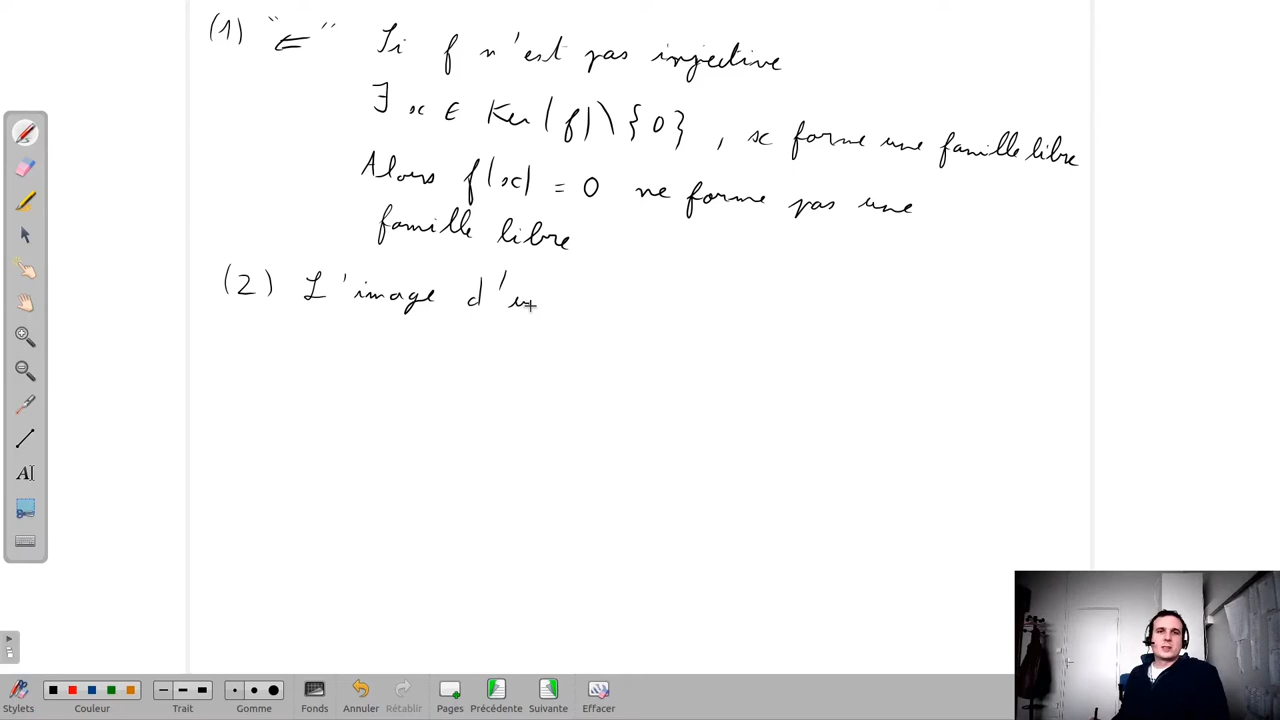 (1) "⇐" Si f n'est pas injective
∃ x ∈ Ker(f)\{0}, x forme une famille libre
Alors f(x) = 0 ne forme pas une
famille libre
(2) L'image d'u
Stylets Couleur Trait Gomme Fonds Annuler Rétablir Pages Précédente Suivante Effacer